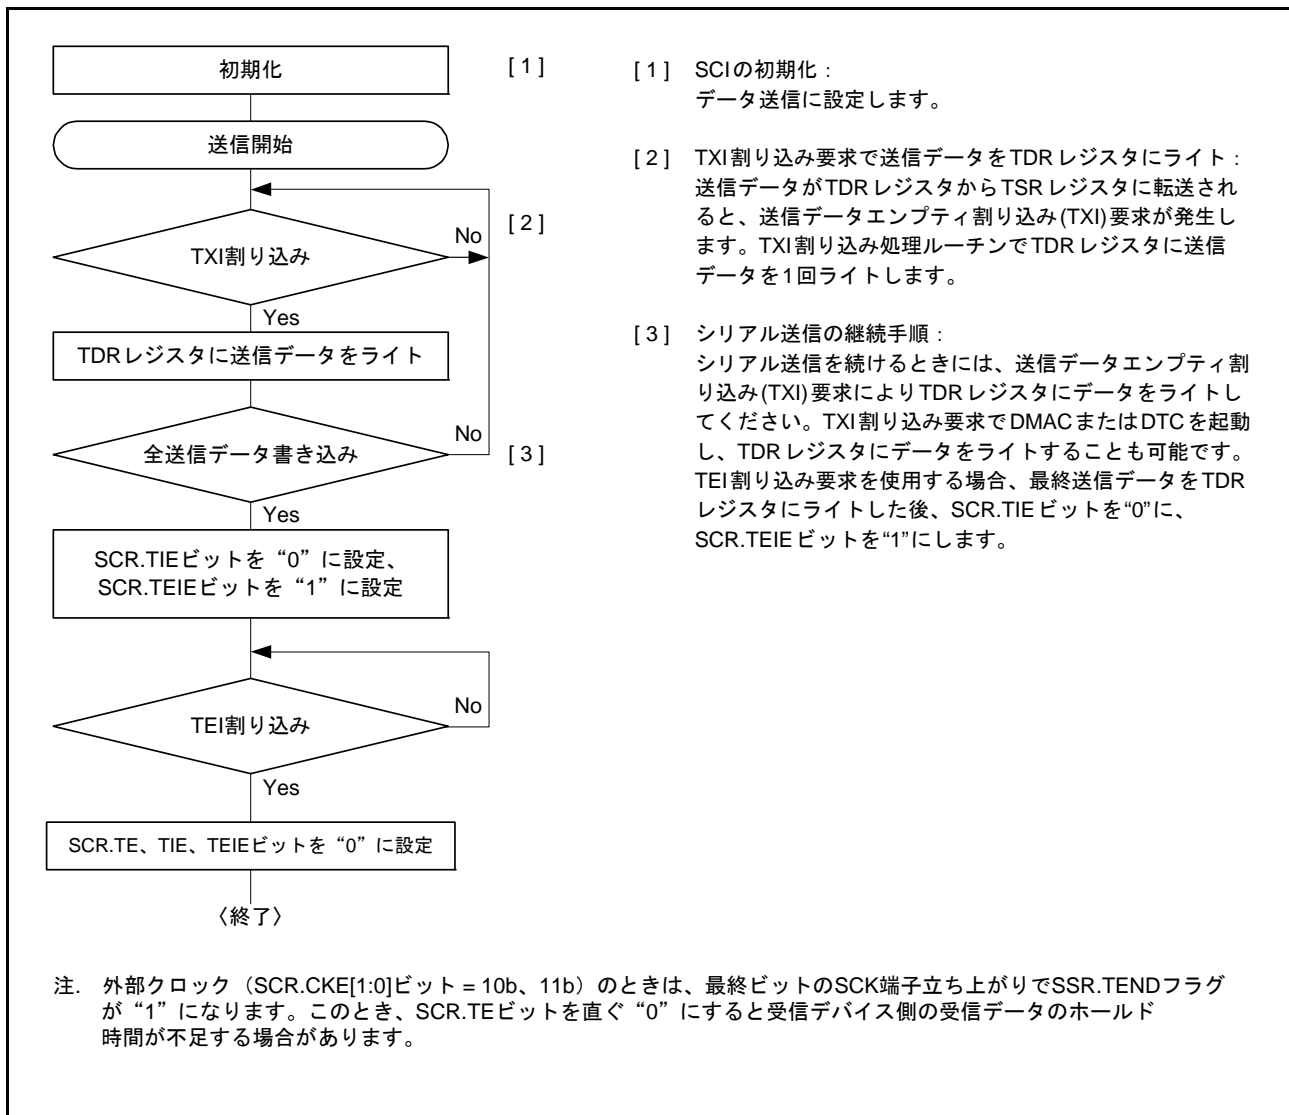 初期化
[ 1 ]
送信開始
TXI割り込み
No
[ 2 ]
Yes
TDRレジスタに送信データをライト
全送信データ書き込み
No
[ 3 ]
Yes
SCR.TIEビットを“0”に設定、
SCR.TEIEビットを“1”に設定
TEI割り込み
No
Yes
SCR.TE、TIE、TEIEビットを“0”に設定
〈終了〉
[ 1 ] SCIの初期化：
データ送信に設定します。
[ 2 ] TXI割り込み要求で送信データをTDRレジスタにライト：
送信データがTDRレジスタからTSRレジスタに転送され
ると、送信データエンプティ割り込み(TXI)要求が発生し
ます。TXI割り込み処理ルーチンでTDRレジスタに送信
データを1回ライトします。
[ 3 ] シリアル送信の継続手順：
シリアル送信を続けるときには、送信データエンプティ割
り込み(TXI)要求によりTDRレジスタにデータをライトし
てください。TXI割り込み要求でDMACまたはDTCを起動
し、TDRレジスタにデータをライトすることも可能です。
TEI割り込み要求を使用する場合、最終送信データをTDR
レジスタにライトした後、SCR.TIEビットを“0”に、
SCR.TEIEビットを“1”にします。
注. 外部クロック（SCR.CKE[1:0]ビット = 10b、11b）のときは、最終ビットのSCK端子立ち上がりでSSR.TENDフラグ
が“1”になります。このとき、SCR.TEビットを直ぐ“0”にすると受信デバイス側の受信データのホールド
時間が不足する場合があります。